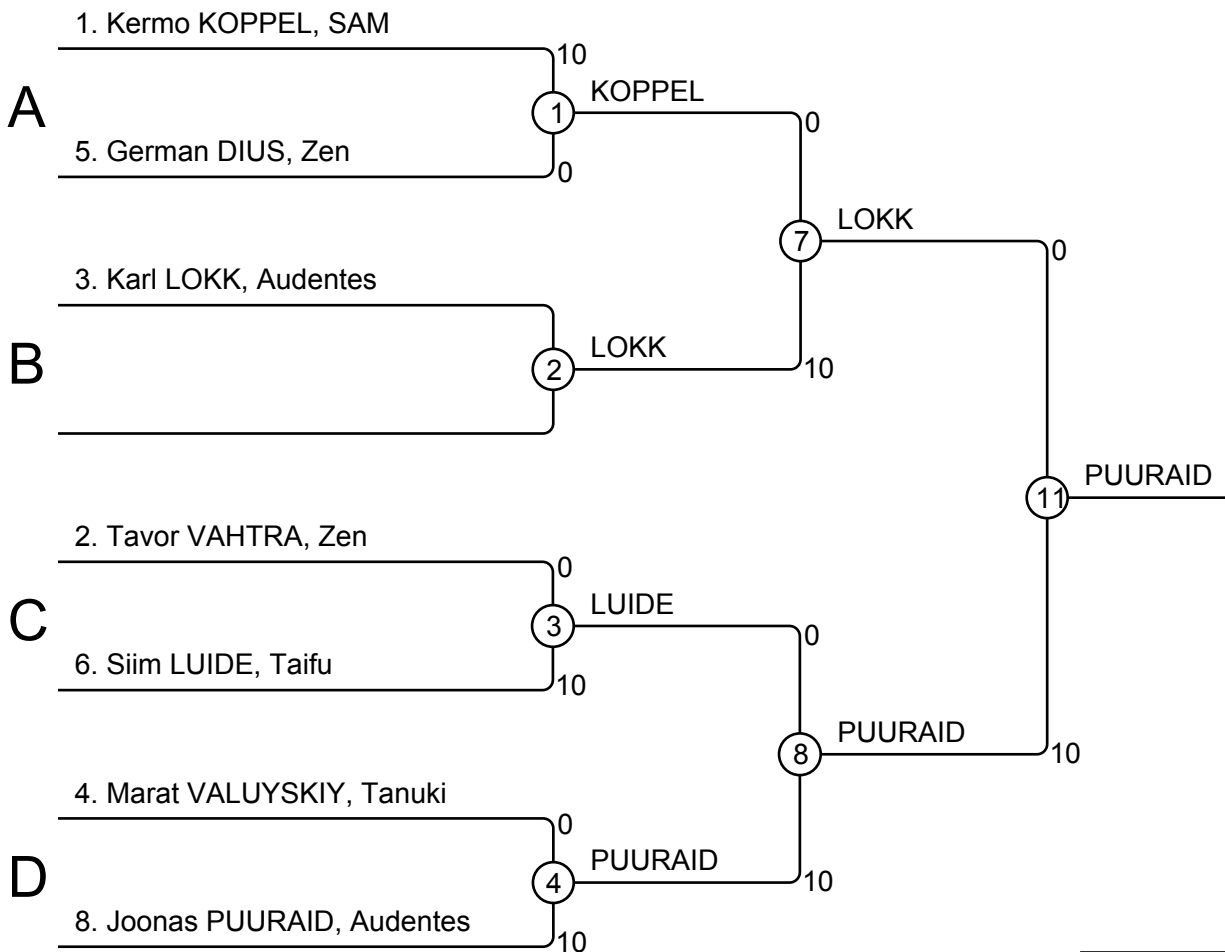 1. Kermo KOPPEL, SAM
10
A
1
KOPPEL
0
5. German DIUS, Zen
0
7
LOKK
0
3. Karl LOKK, Audentes
B
2
LOKK
10
11
PUURAID
2. Tavor VAHTRA, Zen
0
C
3
LUIDE
0
6. Siim LUIDE, Taifu
10
8
PUURAID
10
4. Marat VALUYSKIY, Tanuki
0
D
4
PUURAID
10
8. Joonas PUURAID, Audentes
10